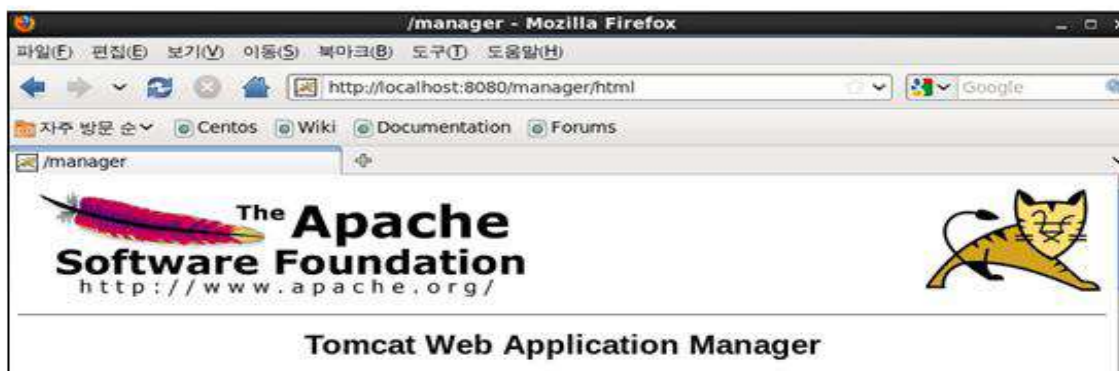 /manager - Mozilla Firefox
파일(F) 편집(E) 보기(V) 이동(S) 북마크(B) 도구(T) 도움말(H)
http://localhost:8080/manager/html
Google
자주 방문 순 Centos Wiki Documentation Forums
/manager
The Apache
Software Foundation
http://www.apache.org/
Tomcat Web Application Manager